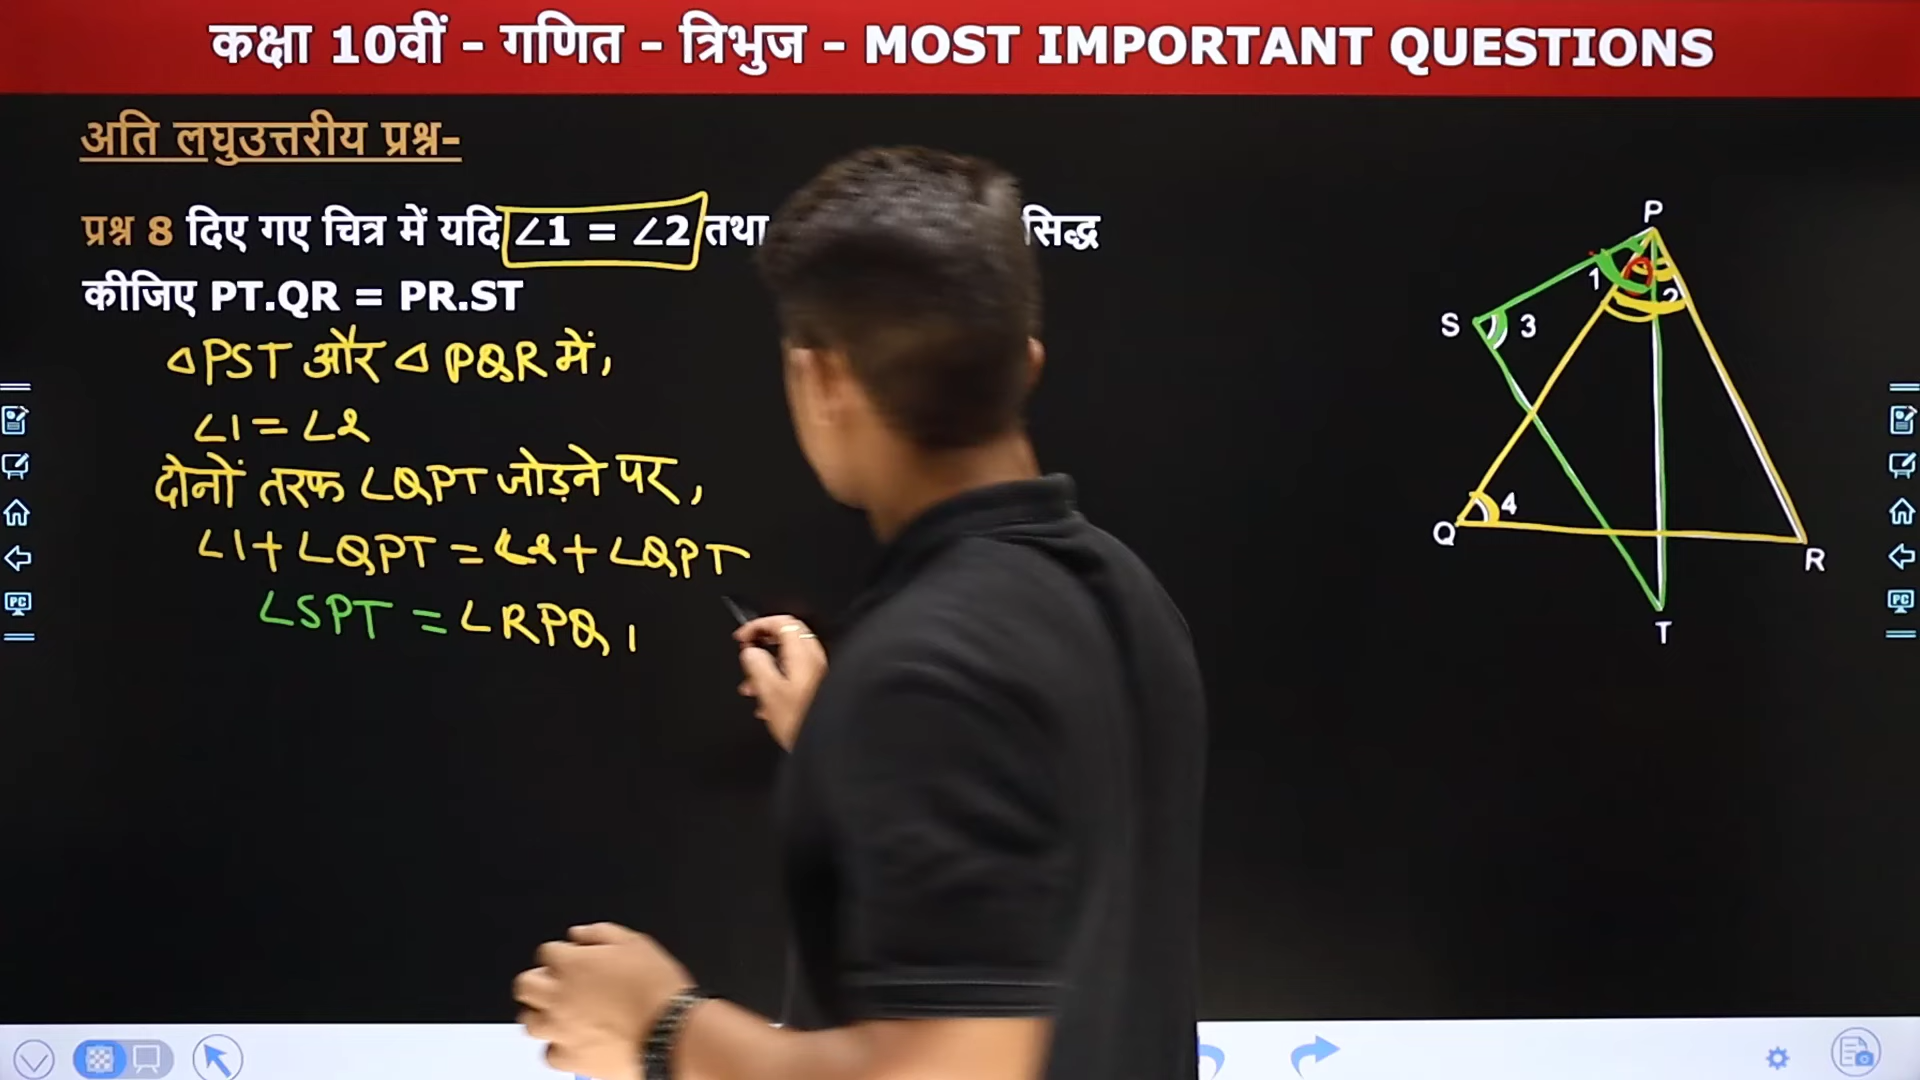 कक्षा 10वीं - गणित - त्रिभुज - MOST IMPORTANT QUESTIONS
अति लघुउत्तरीय प्रश्न-
प्रश्न 8 दिए गए चित्र में यदि ∠1 = ∠2 तथा सिद्ध
कीजिए PT.QR = PR.ST
△PST और △PQR में,
∠1 = ∠2
दोनों तरफ ∠QPT जोड़ने पर,
∠1 + ∠QPT = ∠2 + ∠QPT
∠SPT = ∠RPQ
P
1
2
S
3
4
Q
R
T
PC
PC